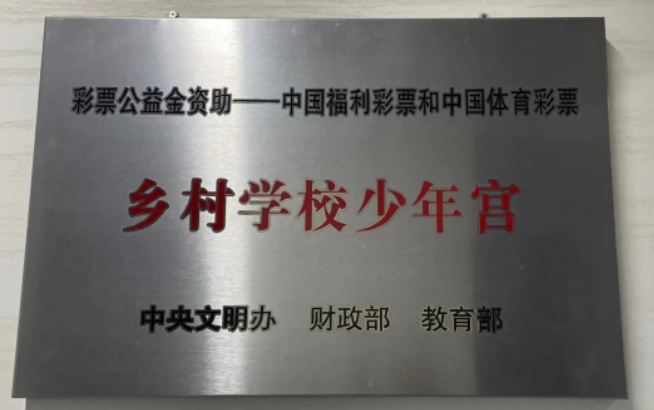 彩票公益金资助——中国福利彩票和中国体育彩票
乡村学校少年宫
中央文明办 财政部 教育部